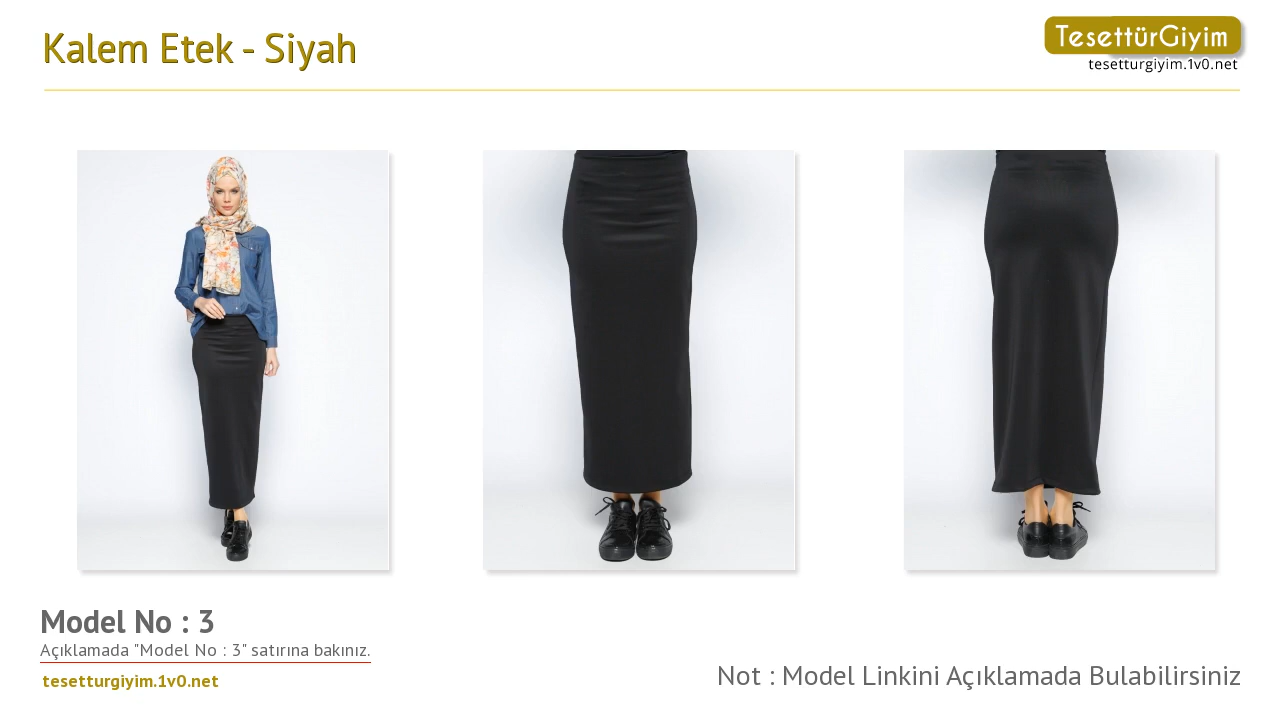 Kalem Etek - Siyah
TesettürGiyim
tesetturgiyim.1v0.net
Model No : 3
Açıklamada "Model No : 3" satırına bakınız.
tesetturgiyim.1v0.net
Not : Model Linkini Açıklamada Bulabilirsiniz